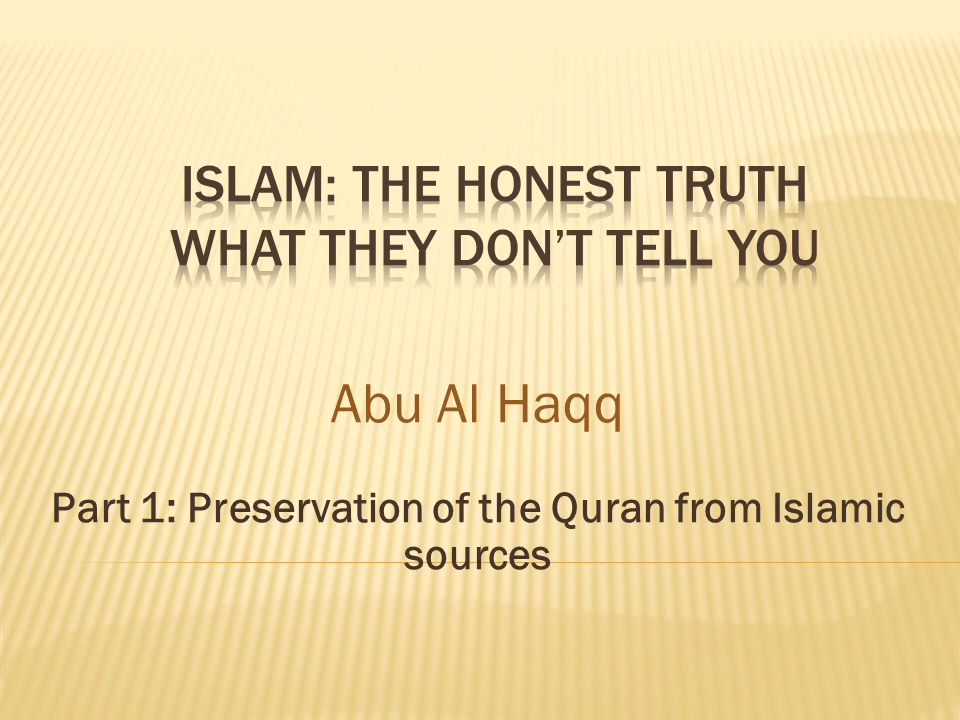 ISLAM: THE HONEST TRUTH
WHAT THEY DON’T TELL YOU
Abu Al Haqq
Part 1: Preservation of the Quran from Islamic
sources